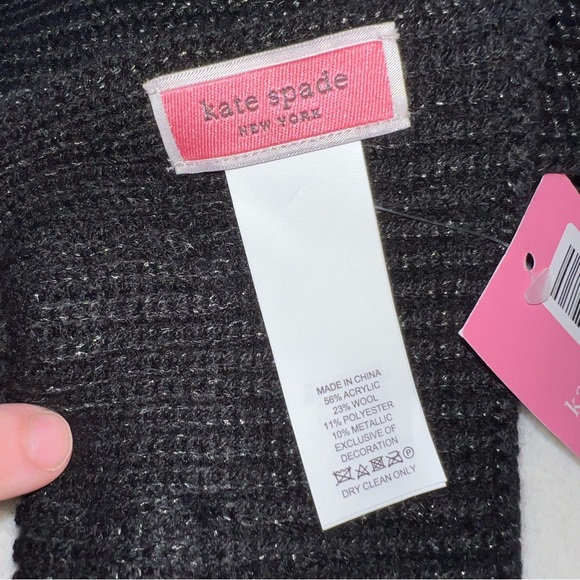 kate spade
NEW YORK
MADE IN CHINA
56% ACRYLIC
23% WOOL
11% POLYESTER
10% METALLIC
EXCLUSIVE OF
DECORATION
P
DRY CLEAN ONLY